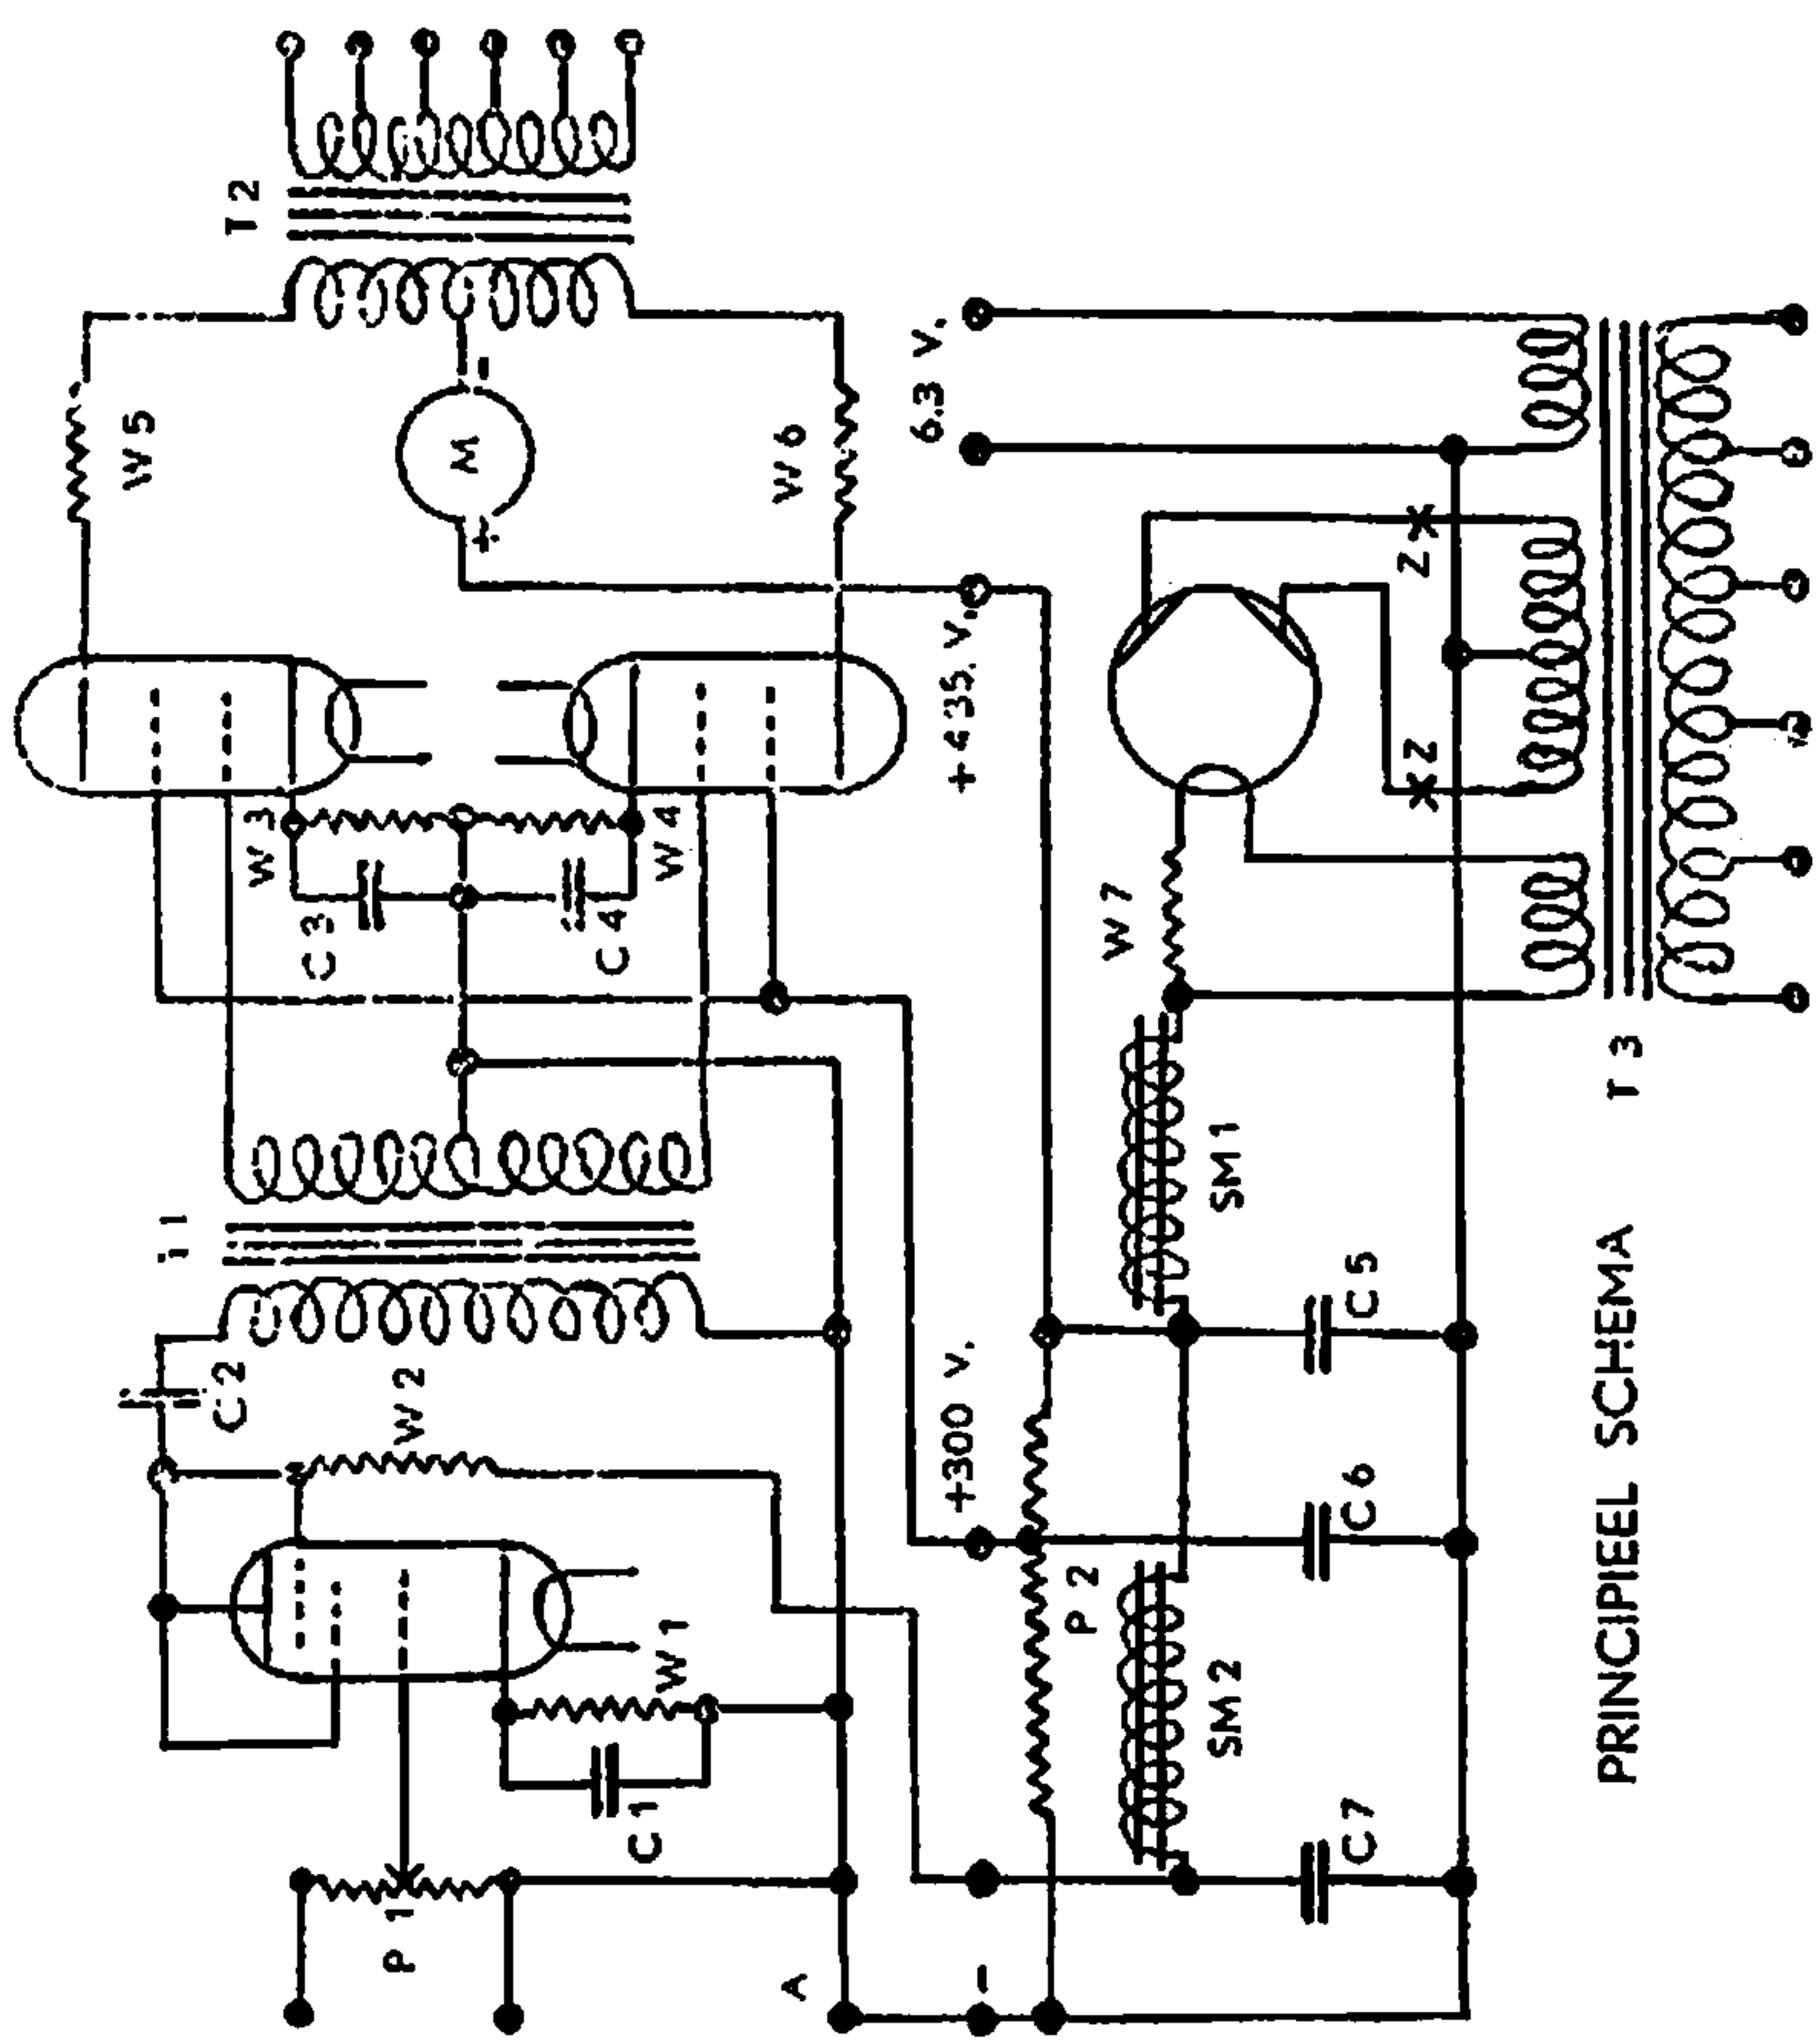 P 1
C 1
W 1
W 2
C 2
T 1
C 3
C 4
W 3
W 4
W 5
W 6
M
+
-
T 2
A
-
+300 V.
+435. V.
6.3 V.
P 2
SM 2
SM 1
W 7
C 7
C 6
C 5
Z
Z
T 3
PRINCIPIEEL SCHEMA